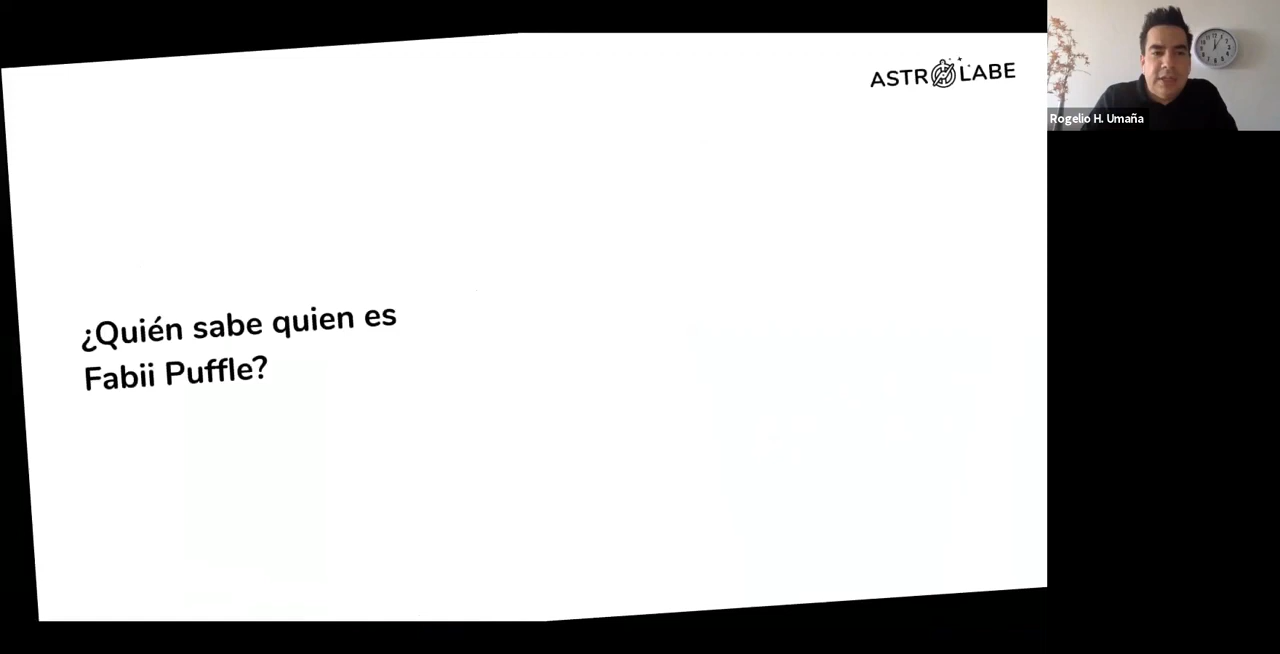 ASTROLABE
Rogelio H. Umaña
¿Quién sabe quien es
Fabii Puffle?